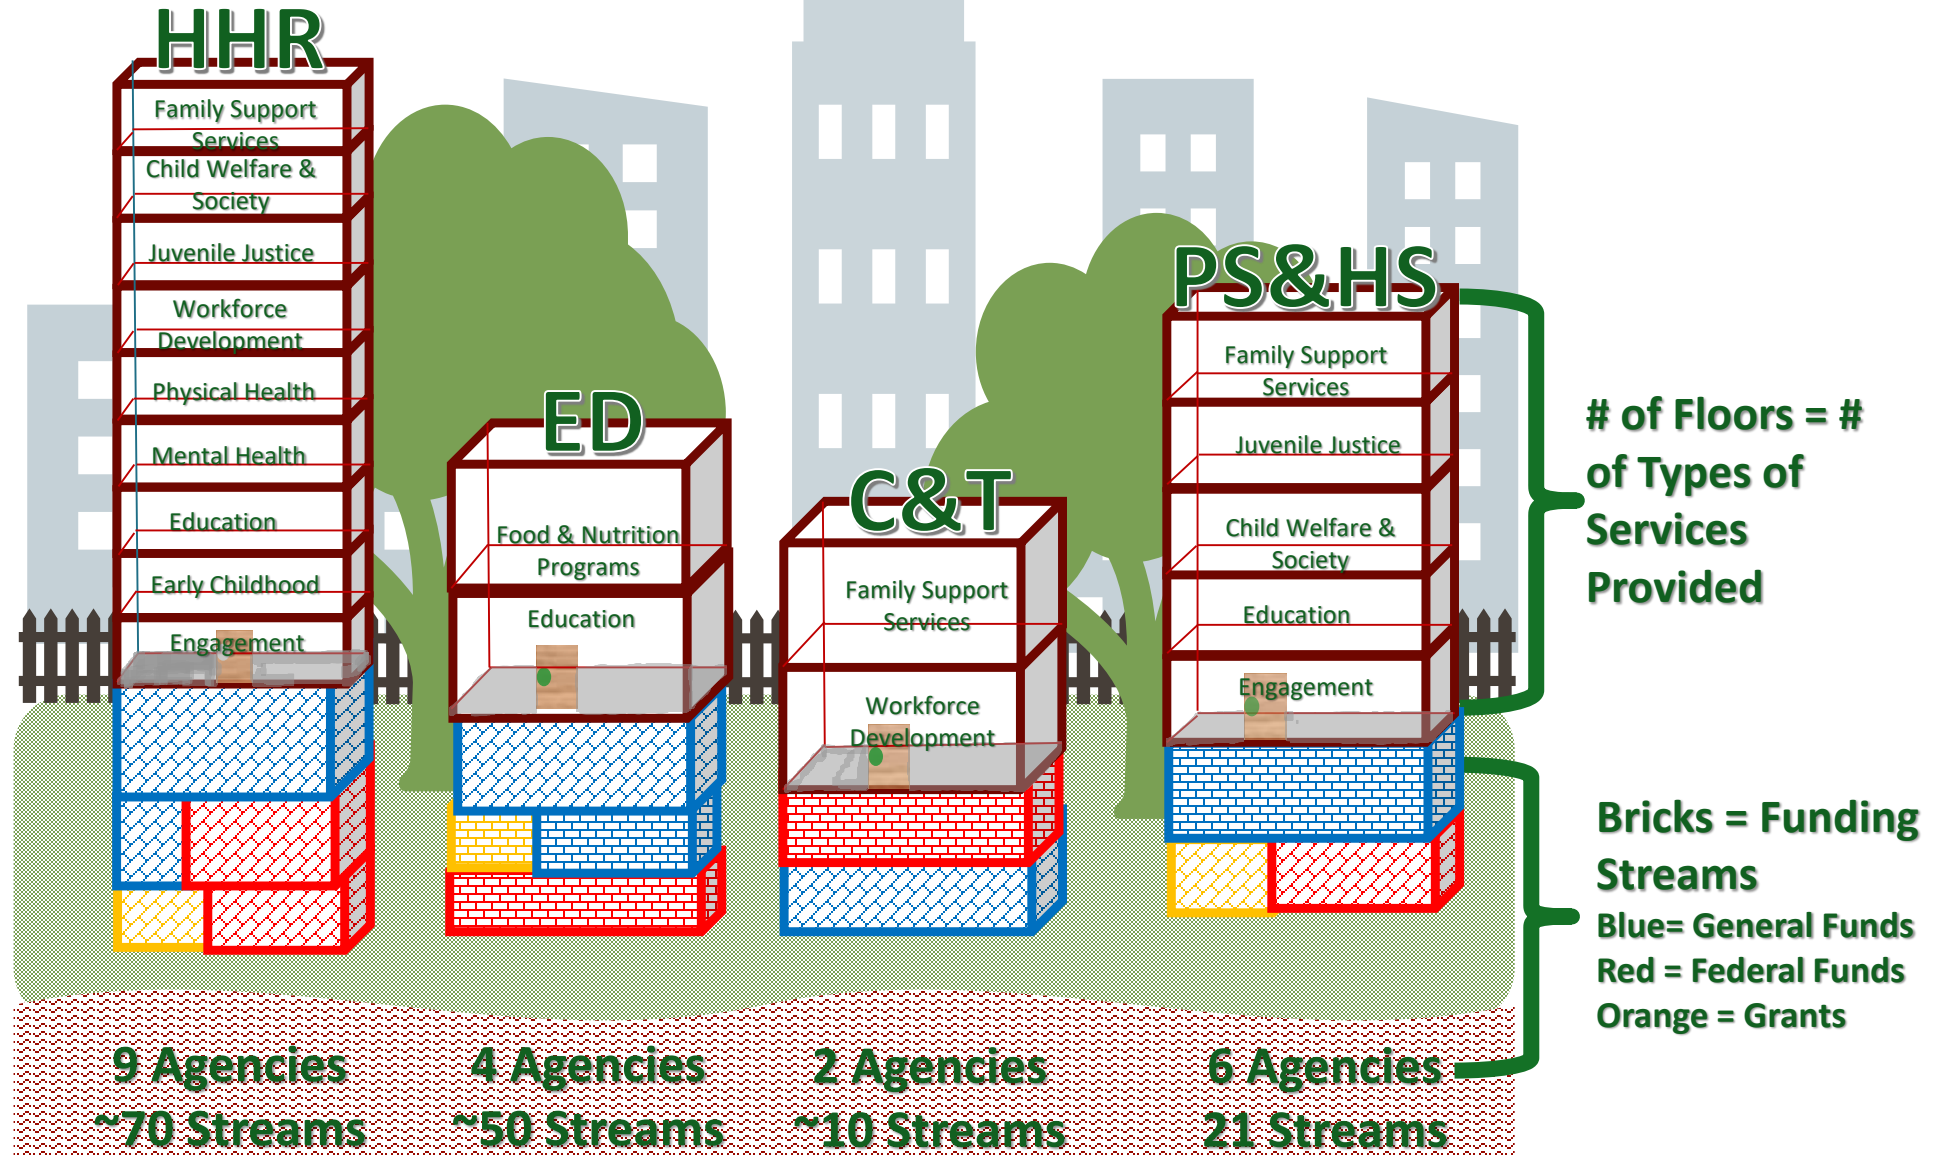 HHR
Family Support
Services
Child Welfare &
Society
Juvenile Justice
Workforce
Development
Physical Health
Mental Health
Education
Early Childhood
Engagement
ED
Food & Nutrition
Programs
Education
C&T
Family Support
Services
Workforce
Development
PS&HS
Family Support
Services
Juvenile Justice
Child Welfare &
Society
Education
Engagement
# of Floors = #
of Types of
Services
Provided
Bricks = Funding
Streams
Blue= General Funds
Red = Federal Funds
Orange = Grants
9 Agencies
~70 Streams
4 Agencies
~50 Streams
2 Agencies
~10 Streams
6 Agencies
21 Streams